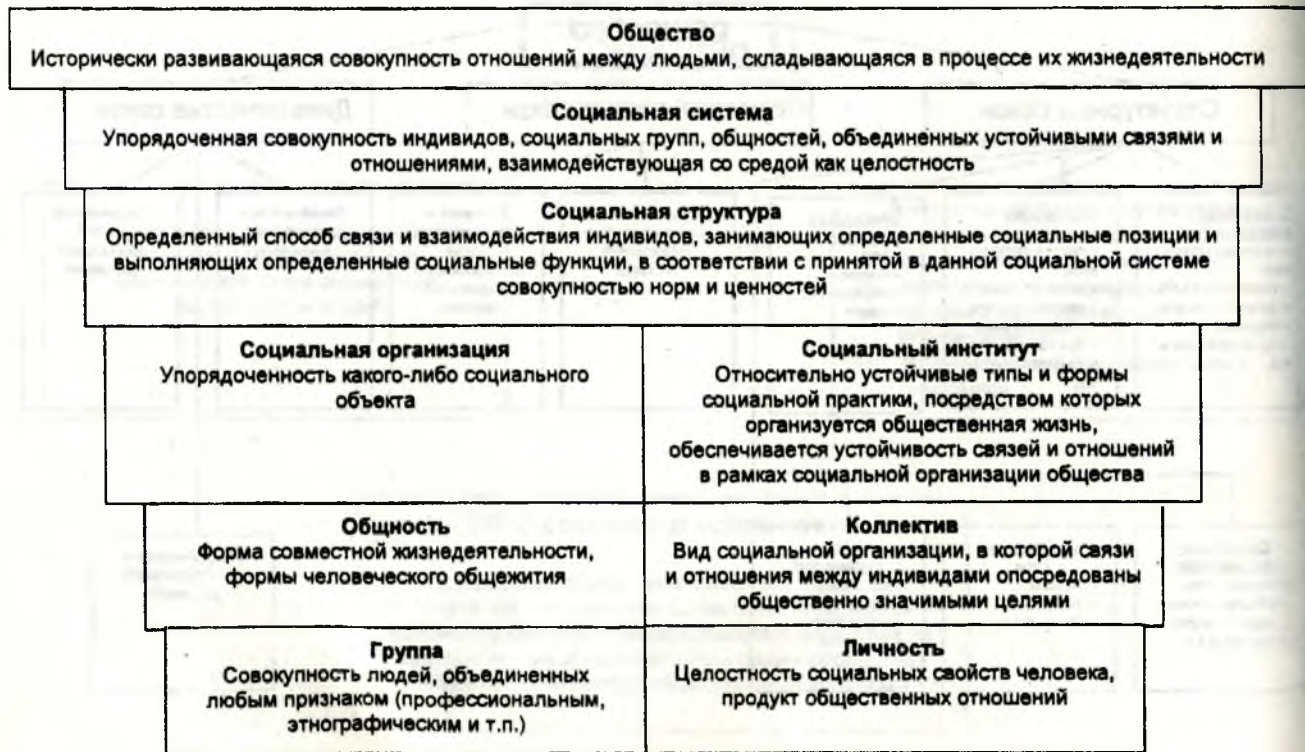 Общество
Исторически развивающаяся совокупность отношений между людьми, складывающаяся в процессе их жизнедеятельности
Социальная система
Упорядоченная совокупность индивидов, социальных групп, общностей, объединенных устойчивыми связями и
отношениями, взаимодействующая со средой как целостность
Социальная структура
Определенный способ связи и взаимодействия индивидов, занимающих определенные социальные позиции и
выполняющих определенные социальные функции, в соответствии с принятой в данной социальной системе
совокупностью норм и ценностей
Социальная организация
Упорядоченность какого-либо социального
объекта
Социальный институт
Относительно устойчивые типы и формы
социальной практики, посредством которых
организуется общественная жизнь,
обеспечивается устойчивость связей и отношений
в рамках социальной организации общества
Общность
Форма совместной жизнедеятельности,
формы человеческого общежития
Коллектив
Вид социальной организации, в которой связи
и отношения между индивидами опосредованы
общественно значимыми целями
Группа
Совокупность людей, объединенных
любым признаком (профессиональным,
этнографическим и т.п.)
Личность
Целостность социальных свойств человека,
продукт общественных отношений